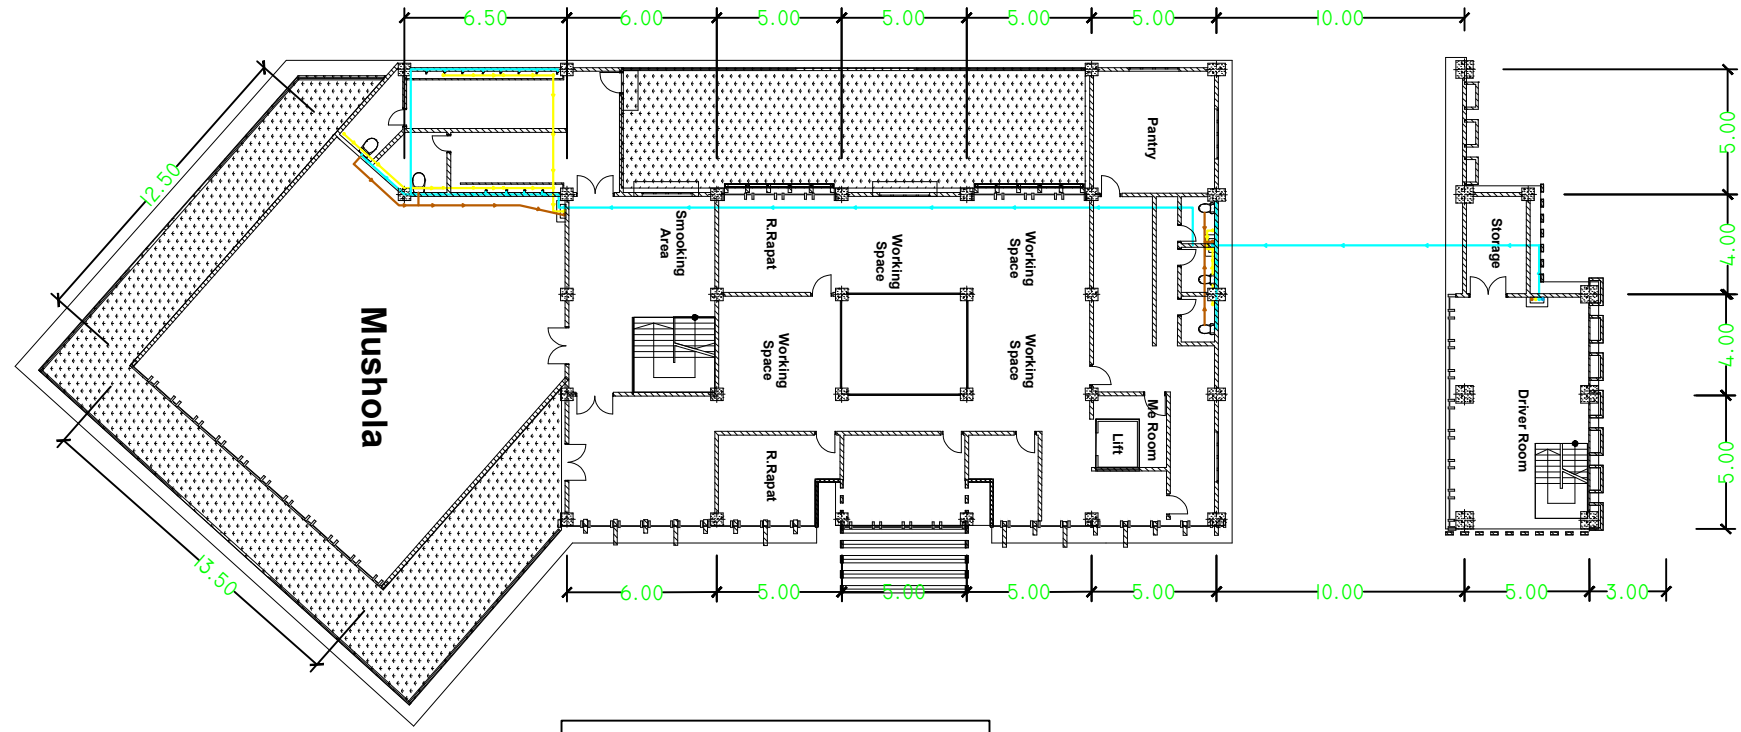 6.50
6.00
5.00
5.00
5.00
5.00
10.00
12.50
Pantry
5.00
Smooking
Area
R.Rapat
Working
Space
Working
Space
Storage
4.00
Mushola
Working
Space
Working
Space
4.00
Me Room
Lift
Driver Room
R.Rapat
5.00
13.50
6.00
5.00
5.00
5.00
5.00
10.00
5.00
3.00